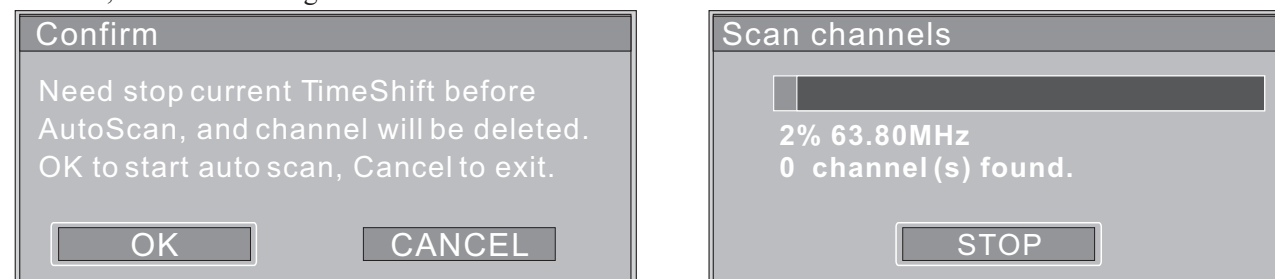 Confirm
Need stop current TimeShift before
AutoScan, and channel will be deleted.
OK to start auto scan, Cancel to exit.
OK CANCEL
Scan channels
2% 63.80MHz
0 channel (s) found.
STOP